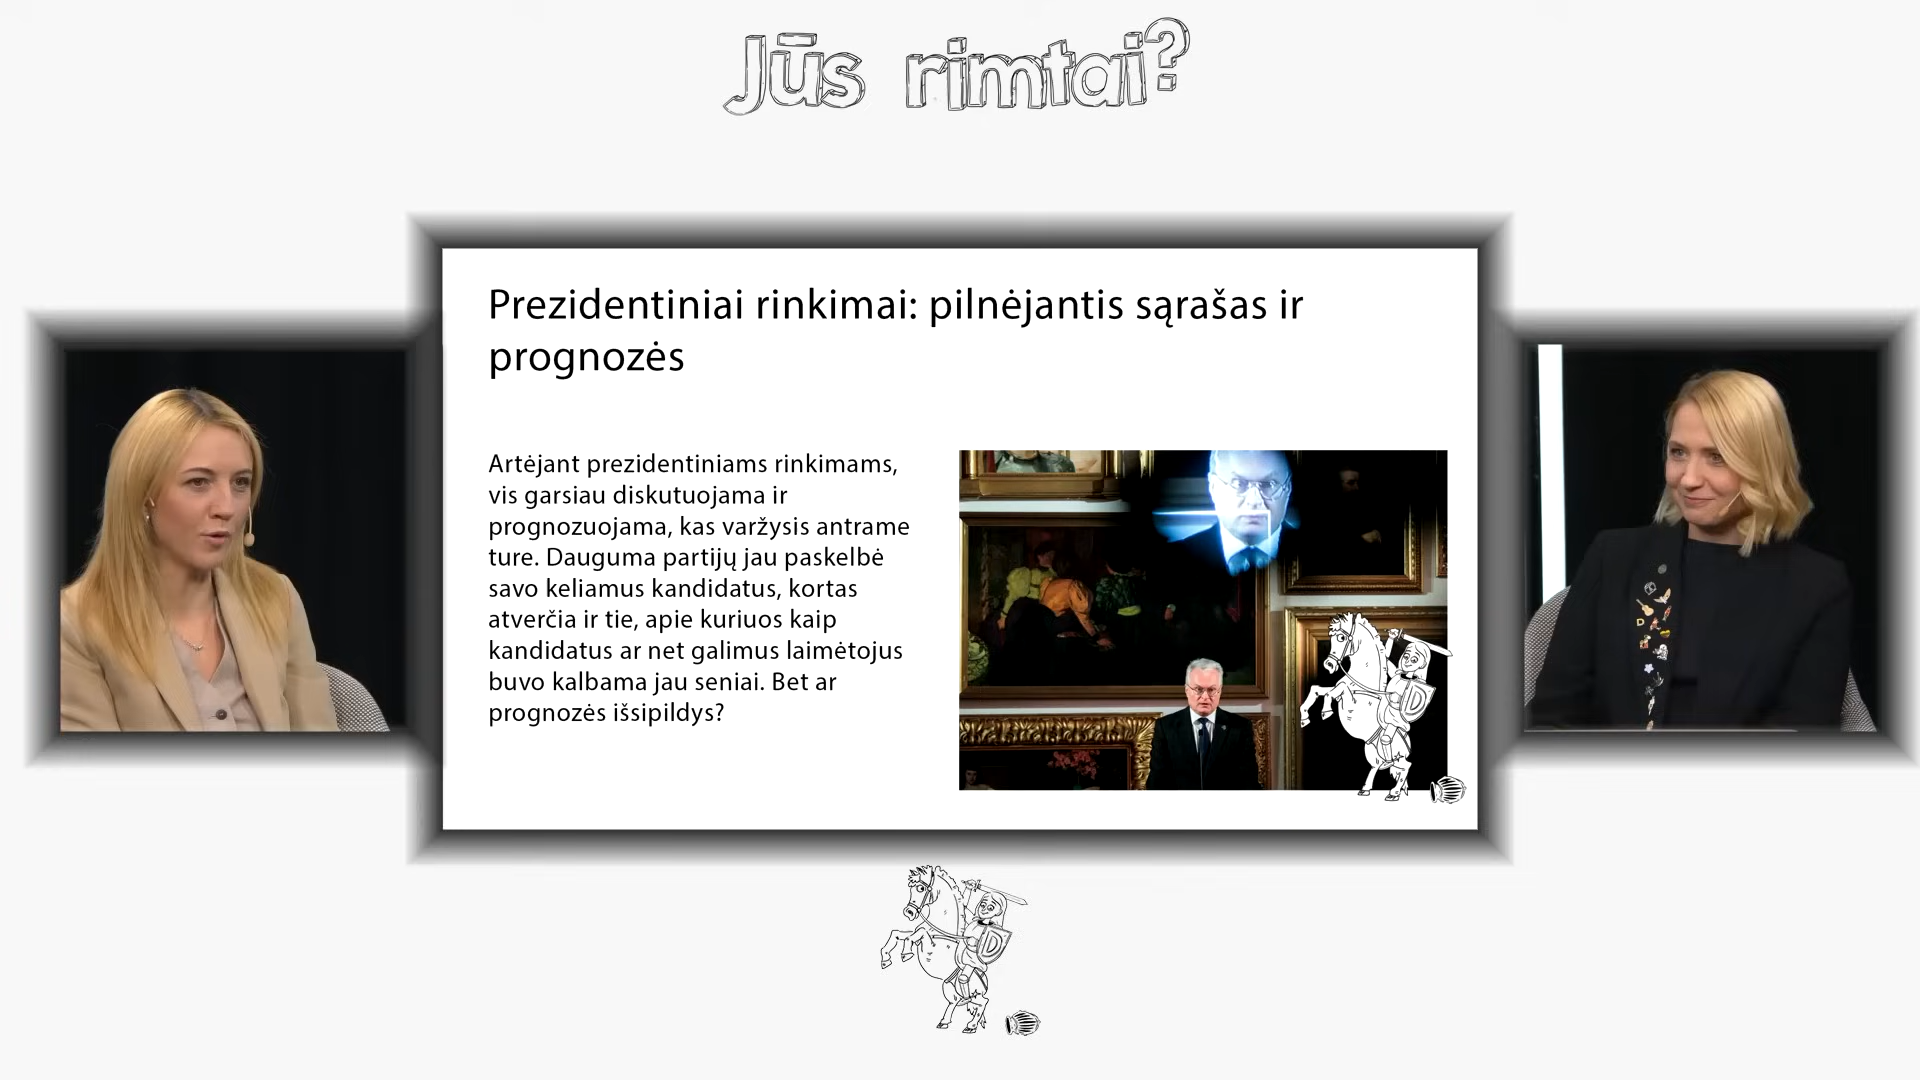 Jūs rimtai?
Prezidentiniai rinkimai: pilnėjantis sąrašas ir
prognozės
Artėjant prezidentiniams rinkimams,
vis garsiau diskutuojama ir
prognozuojama, kas varžysis antrame
ture. Dauguma partijų jau paskelbė
savo keliamus kandidatus, kortas
atverčia ir tie, apie kuriuos kaip
kandidatus ar net galimus laimėtojus
buvo kalbama jau seniai. Bet ar
prognozės išsipildys?
D
D